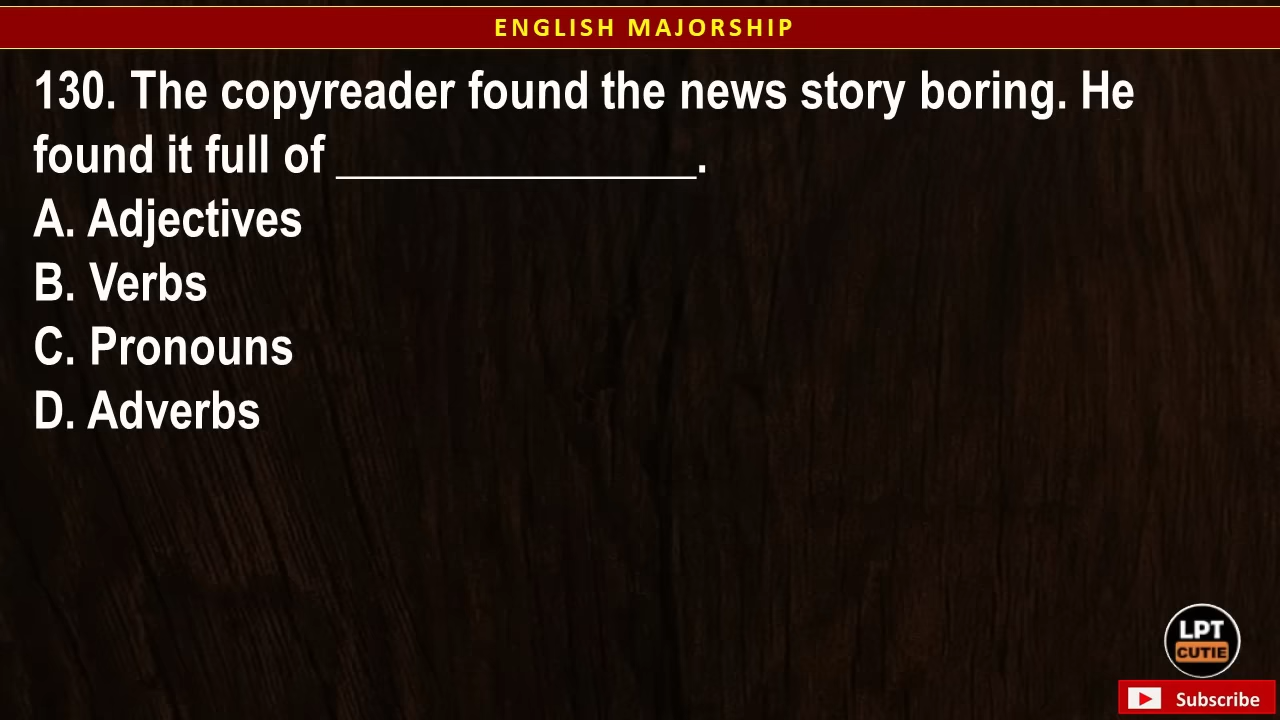 ENGLISH MAJORSHIP
130. The copyreader found the news story boring. He
found it full of _________________.
A. Adjectives
B. Verbs
C. Pronouns
D. Adverbs
LPT
CUTIE
Subscribe